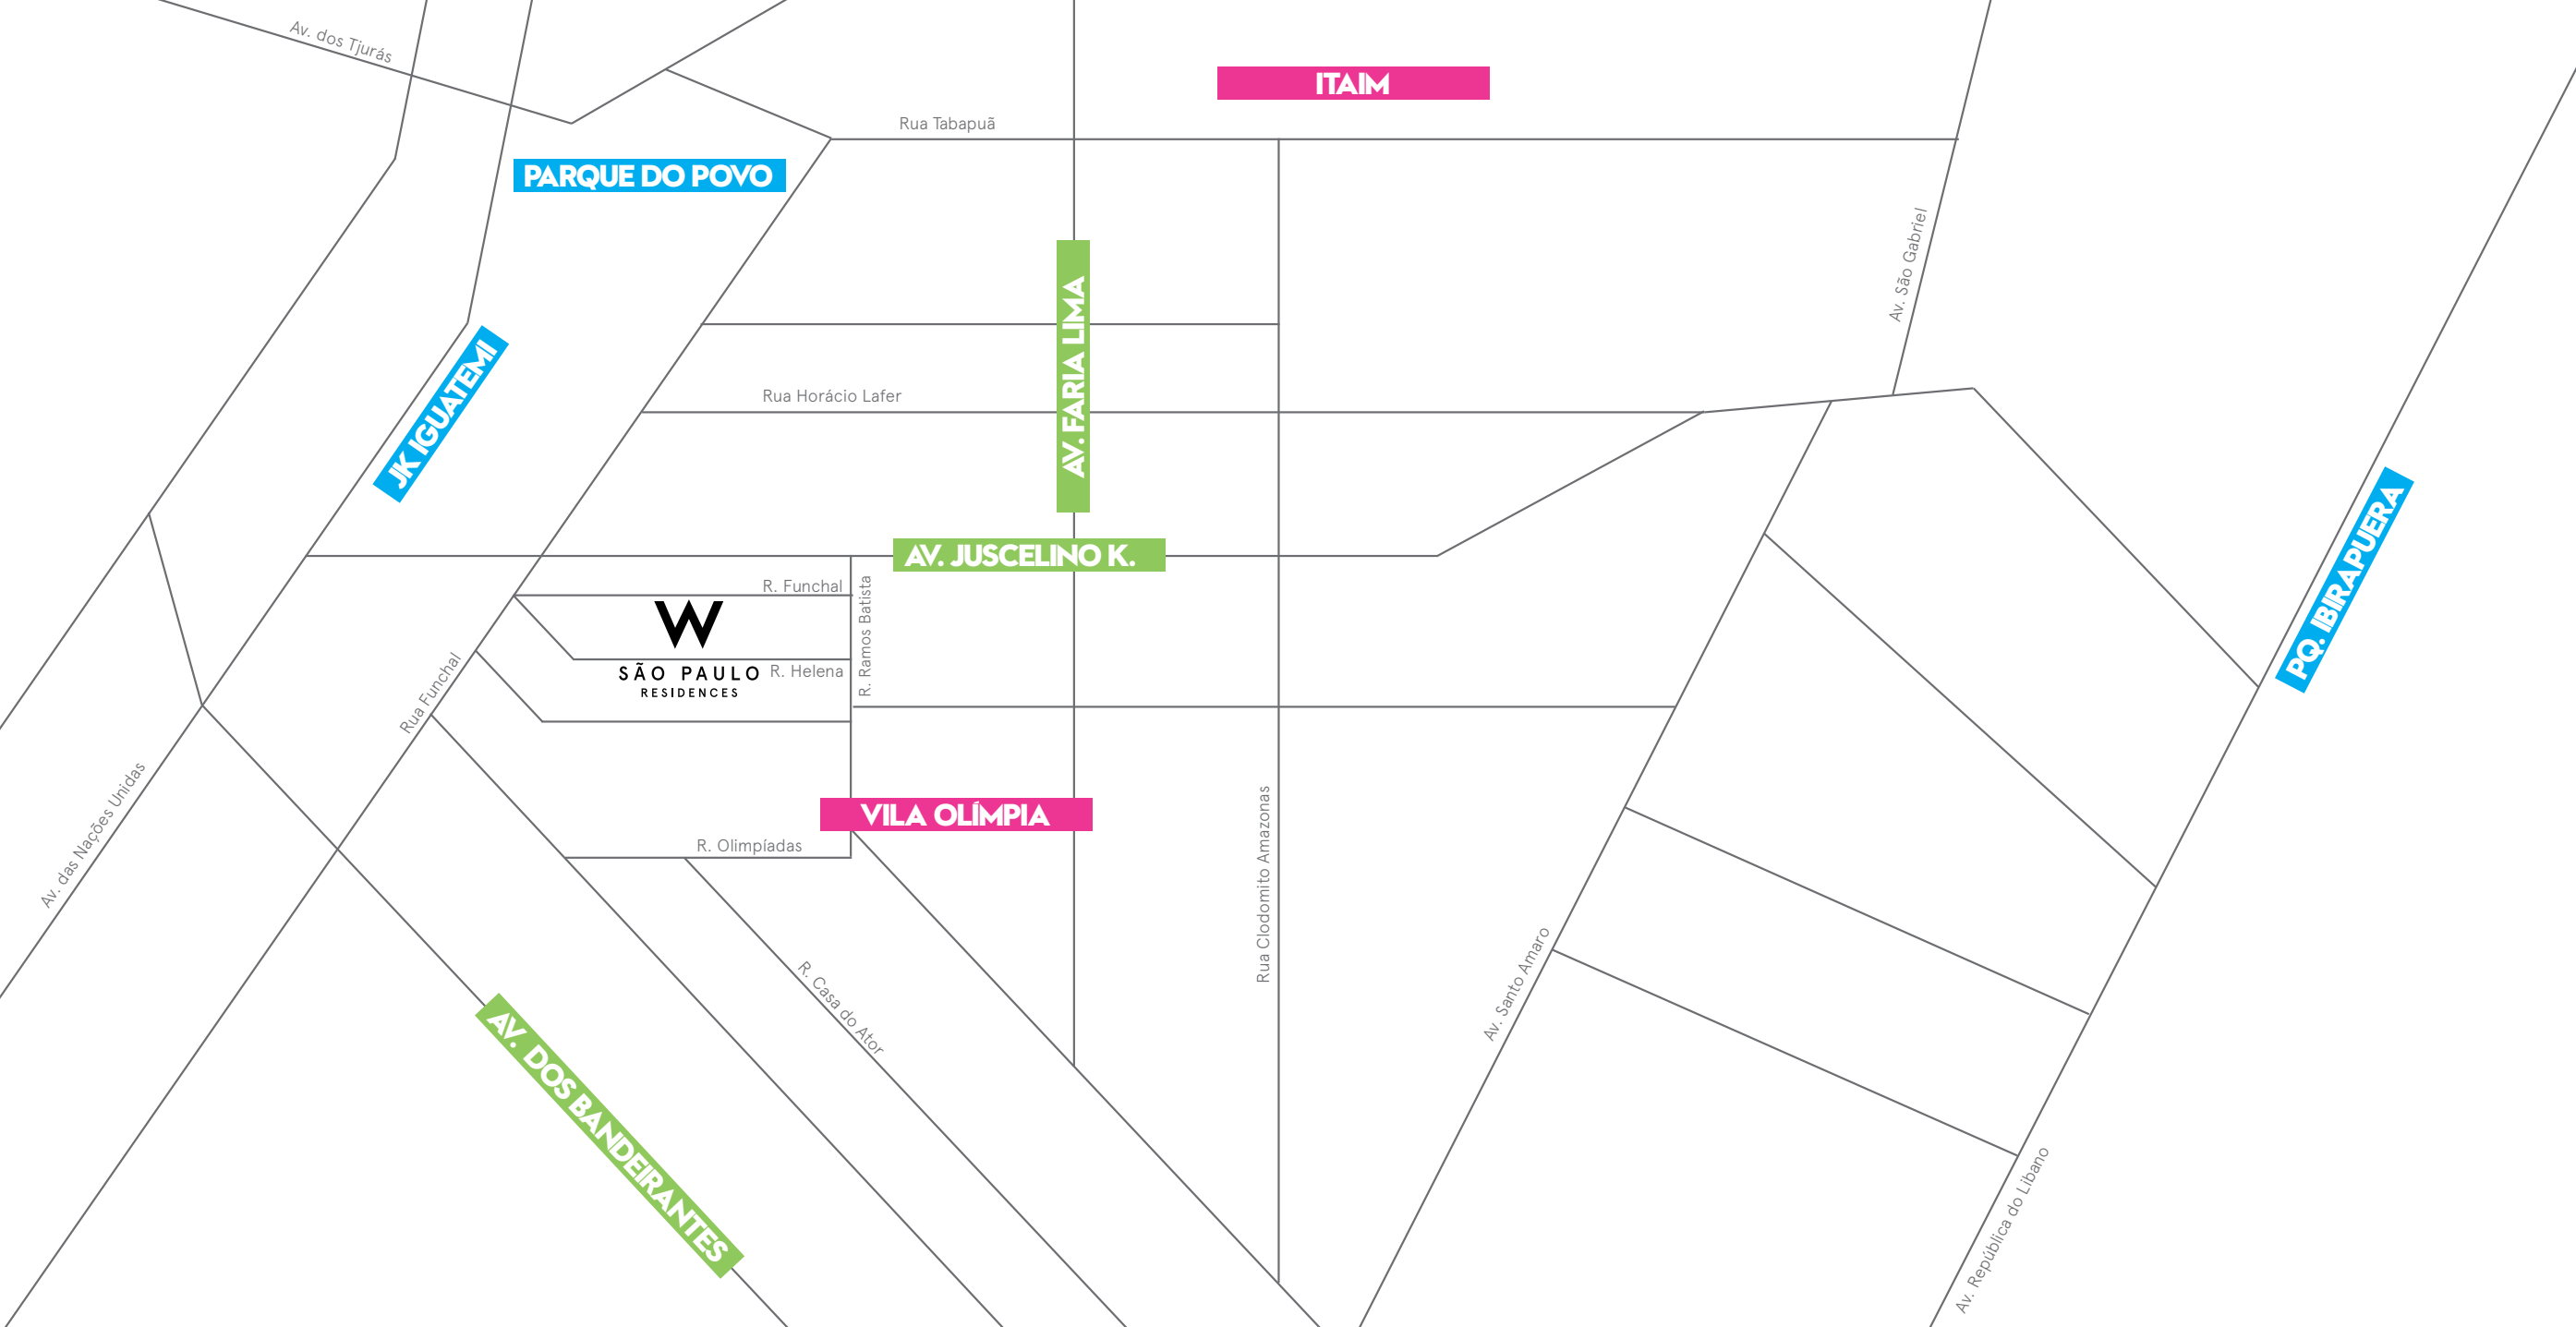 Av. dos Tjurás
ITAIM
Rua Tabapuã
PARQUE DO POVO
Av. São Gabriel
AV. FARIA LIMA
JK IGUATEMI
Rua Horácio Lafer
PQ. IBIRAPUERA
AV. JUSCELINO K.
R. Funchal
R. Ramos Batista
W
SÃO PAULO
RESIDENCES
R. Helena
Rua Funchal
Av. das Nações Unidas
VILA OLÍMPIA
R. Olimpíadas
Rua Clodomito Amazonas
R. Casa do Ator
Av. Santo Amaro
AV. DOS BANDEIRANTES
Av. República do Libano